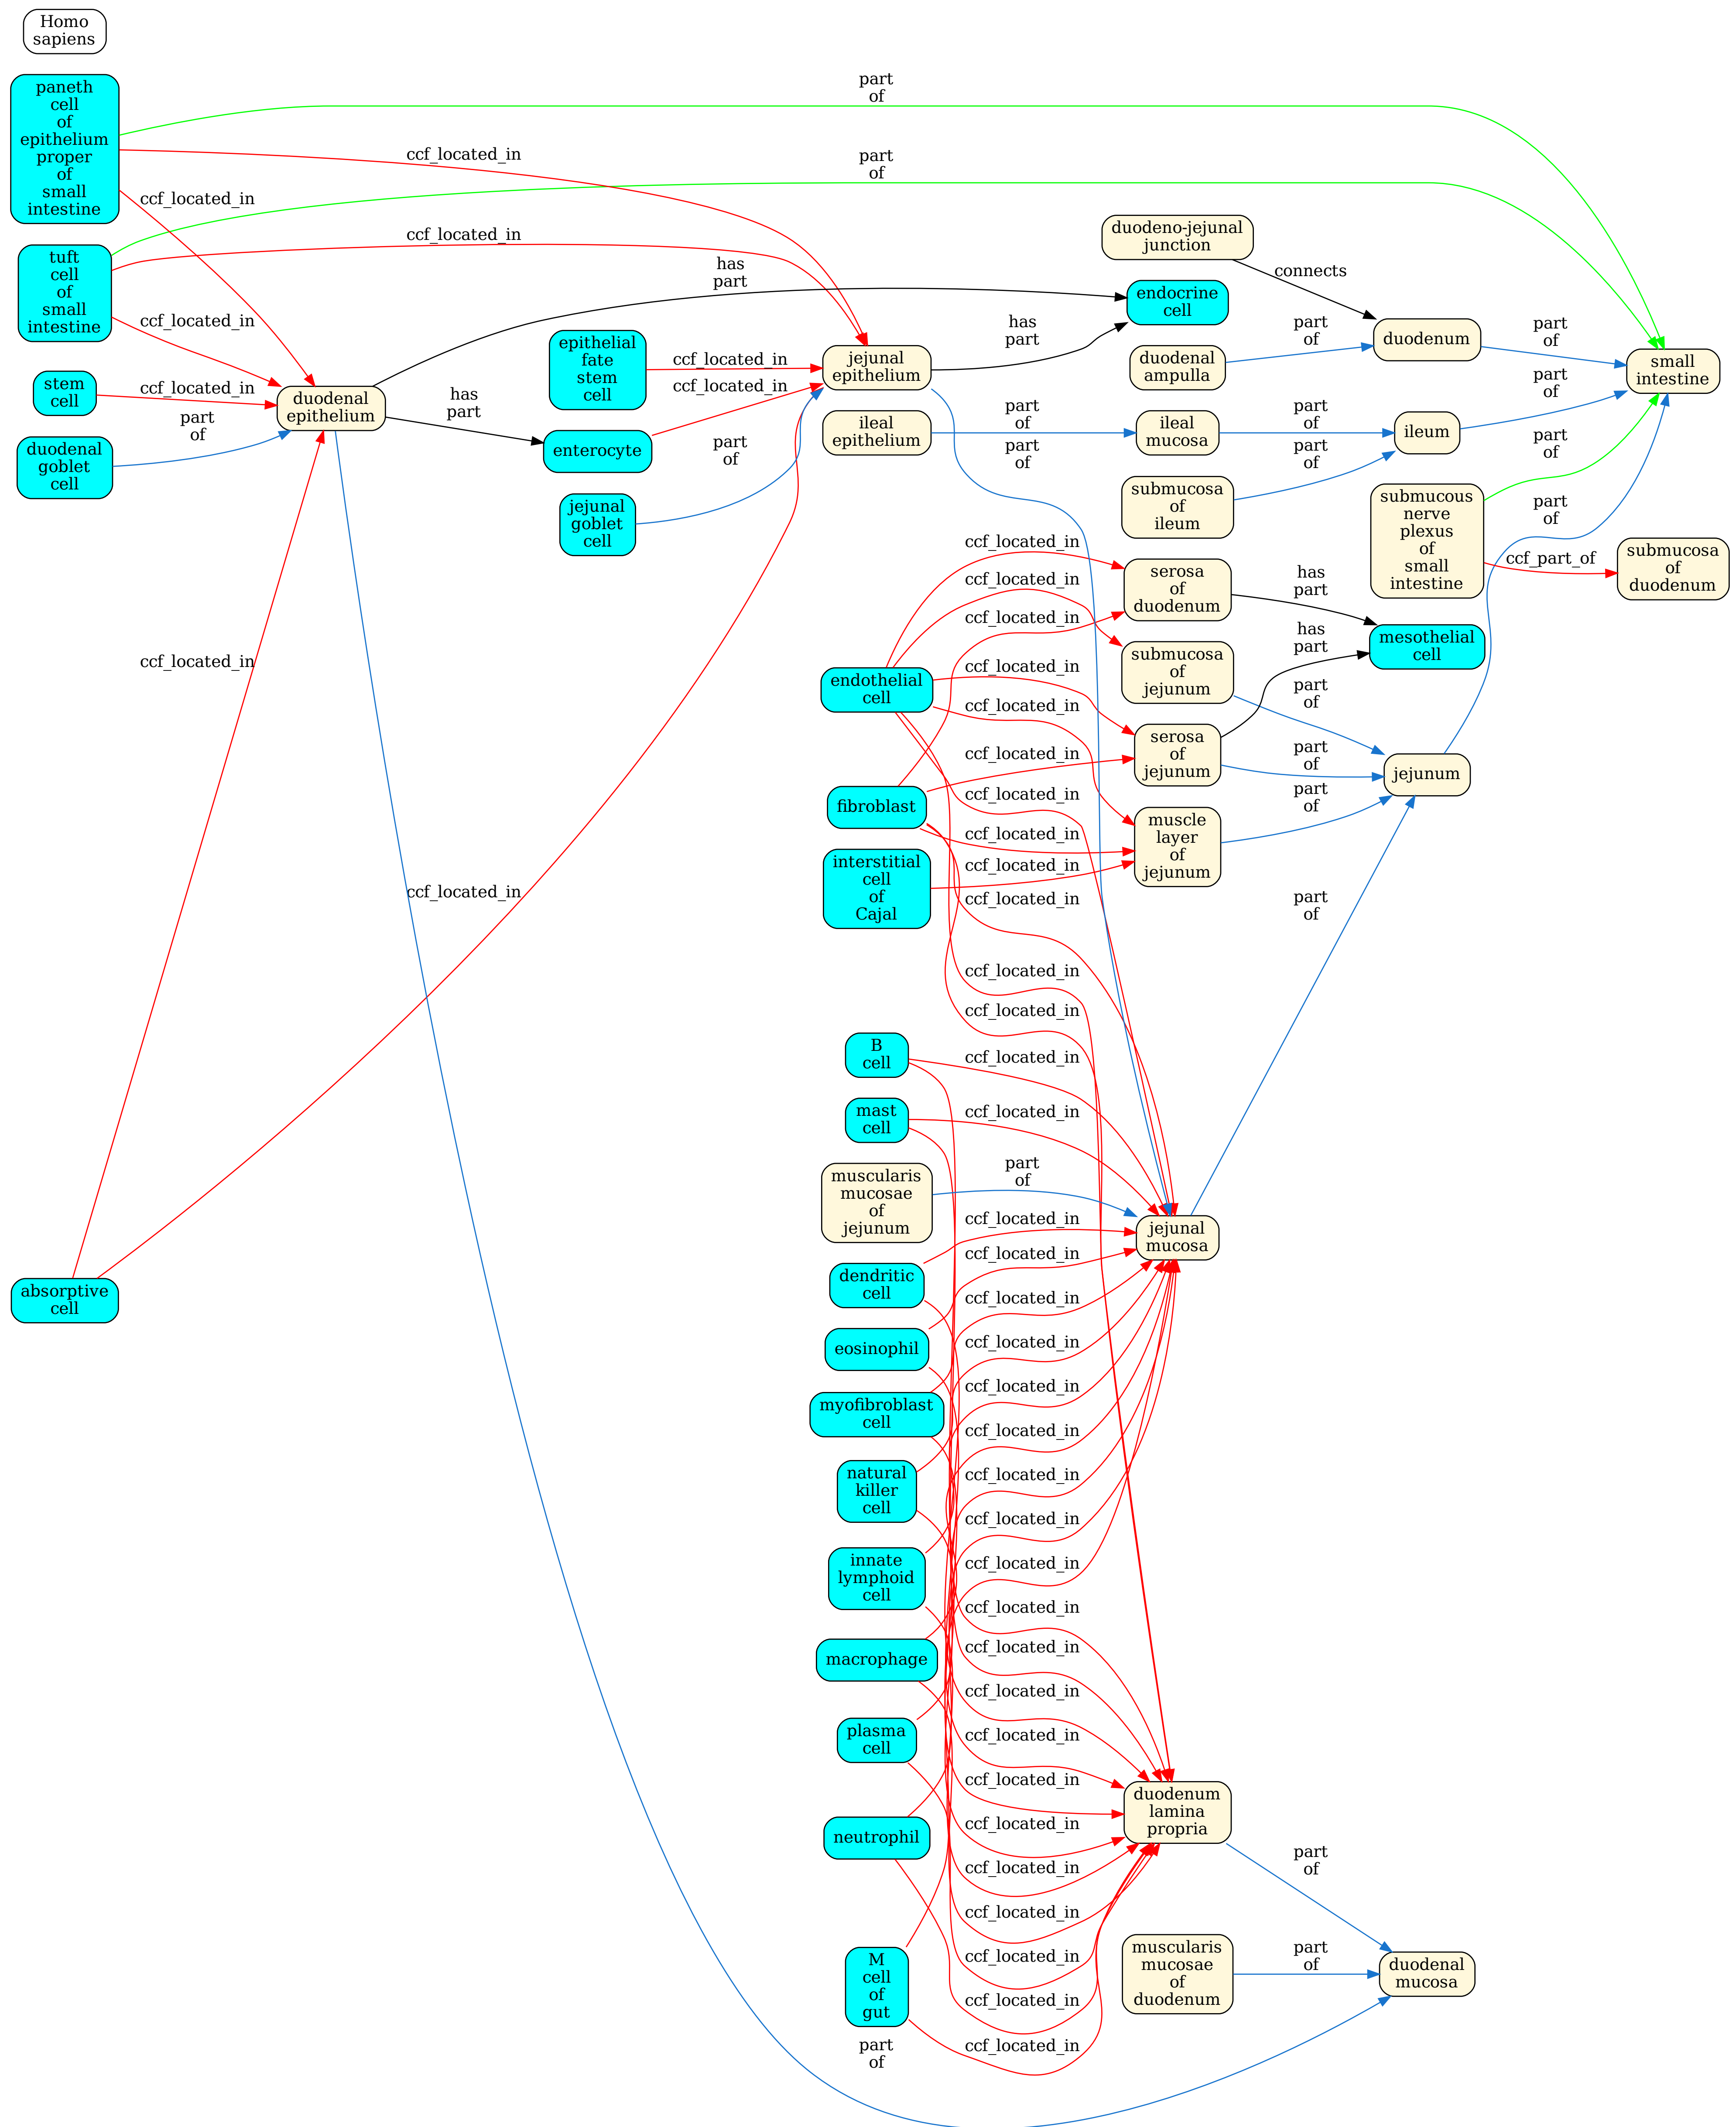 Homo
sapiens
paneth
cell
of
epithelium
proper
of
small
intestine
part
of
ccf_located_in
ccf_located_in
part
of
tuft
cell
of
small
intestine
ccf_located_in
ccf_located_in
has
part
duodeno-jejunal
junction
connects
endocrine
cell
has
part
stem
cell
ccf_located_in
duodenal
goblet
cell
part
of
duodenal
epithelium
has
part
epithelial
fate
stem
cell
ccf_located_in
enterocyte
ccf_located_in
jejunal
goblet
cell
part
of
jejunal
epithelium
part
of
duodenal
ampulla
part
of
duodenum
part
of
small
intestine
ileal
epithelium
part
of
ileal
mucosa
part
of
ileum
part
of
submucosa
of
ileum
part
of
submucous
nerve
plexus
of
small
intestine
part
of
ccf_part_of
submucosa
of
duodenum
part
of
endothelial
cell
ccf_located_in
ccf_located_in
ccf_located_in
ccf_located_in
ccf_located_in
ccf_located_in
serosa
of
duodenum
has
part
mesothelial
cell
has
part
submucosa
of
jejunum
part
of
serosa
of
jejunum
part
of
jejunum
muscle
layer
of
jejunum
part
of
fibroblast
ccf_located_in
ccf_located_in
interstitial
cell
of
Cajal
ccf_located_in
ccf_located_in
ccf_located_in
ccf_located_in
part
of
absorptive
cell
ccf_located_in
ccf_located_in
B
cell
ccf_located_in
mast
cell
ccf_located_in
muscularis
mucosae
of
jejunum
part
of
jejunal
mucosa
dendritic
cell
ccf_located_in
eosinophil
ccf_located_in
myofibroblast
cell
ccf_located_in
natural
killer
cell
ccf_located_in
innate
lymphoid
cell
ccf_located_in
macrophage
ccf_located_in
plasma
cell
ccf_located_in
neutrophil
ccf_located_in
M
cell
of
gut
ccf_located_in
ccf_located_in
ccf_located_in
ccf_located_in
ccf_located_in
ccf_located_in
ccf_located_in
ccf_located_in
ccf_located_in
ccf_located_in
ccf_located_in
ccf_located_in
duodenum
lamina
propria
part
of
muscularis
mucosae
of
duodenum
part
of
duodenal
mucosa
part
of